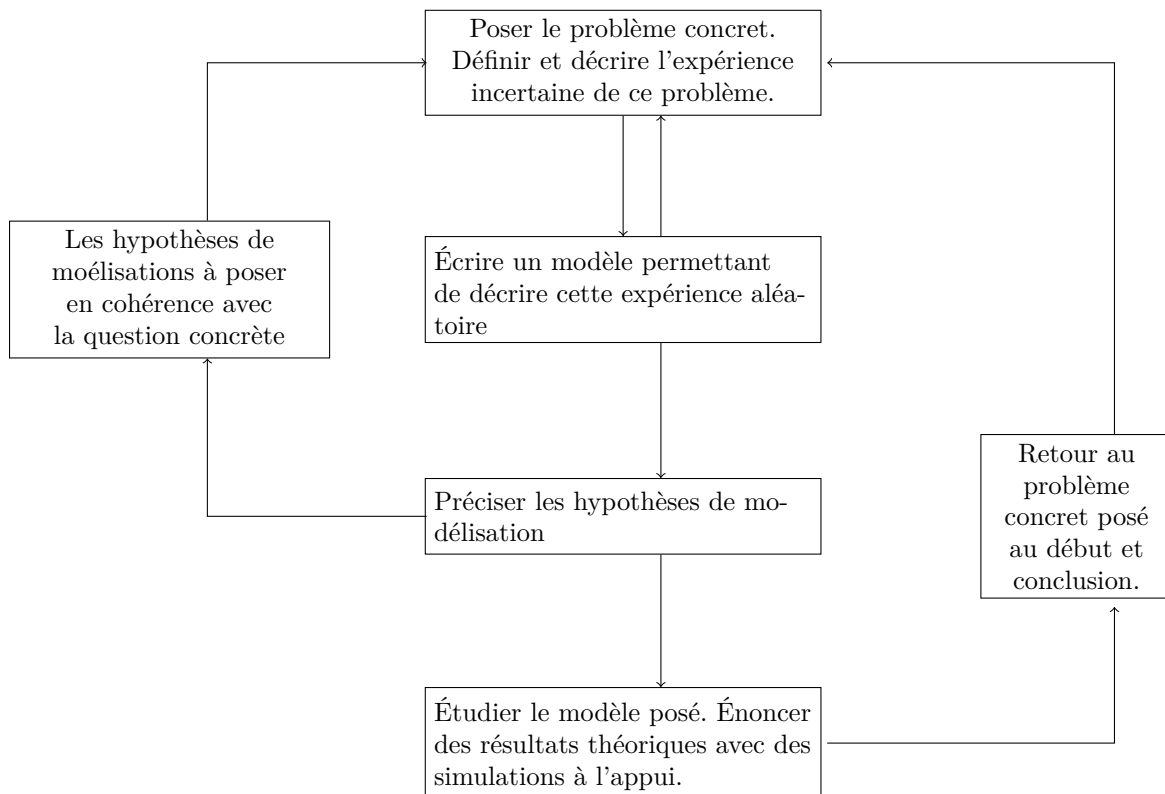 Poser le problème concret.
Définir et décrire l'expérience
incertaine de ce problème.
Les hypothèses de
moélisations à poser
en cohérence avec
la question concrète
Écrire un modèle permettant
de décrire cette expérience aléa-
toire
Préciser les hypothèses de mo-
délisation
Retour au
problème
concret posé
au début et
conclusion.
Étudier le modèle posé. Énoncer
des résultats théoriques avec des
simulations à l'appui.